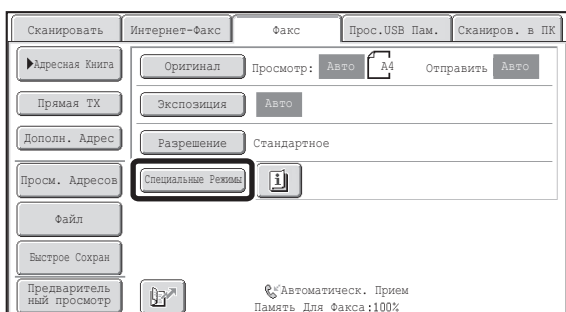 Сканировать Интернет-Факс Факс Прос.USB Пам. Сканиров. в ПК
Адресная Книга
Оригинал Просмотр: Авто A4 Отправить Авто
Прямая TX
Экспозиция Авто
Дополн. Адрес
Разрешение Стандартное
Просм. Адресов
Специальные Режимы
Файл
Быстрое Сохран
Предваритель
ный просмотр
Автоматическ. Прием
Память Для Факса:100%